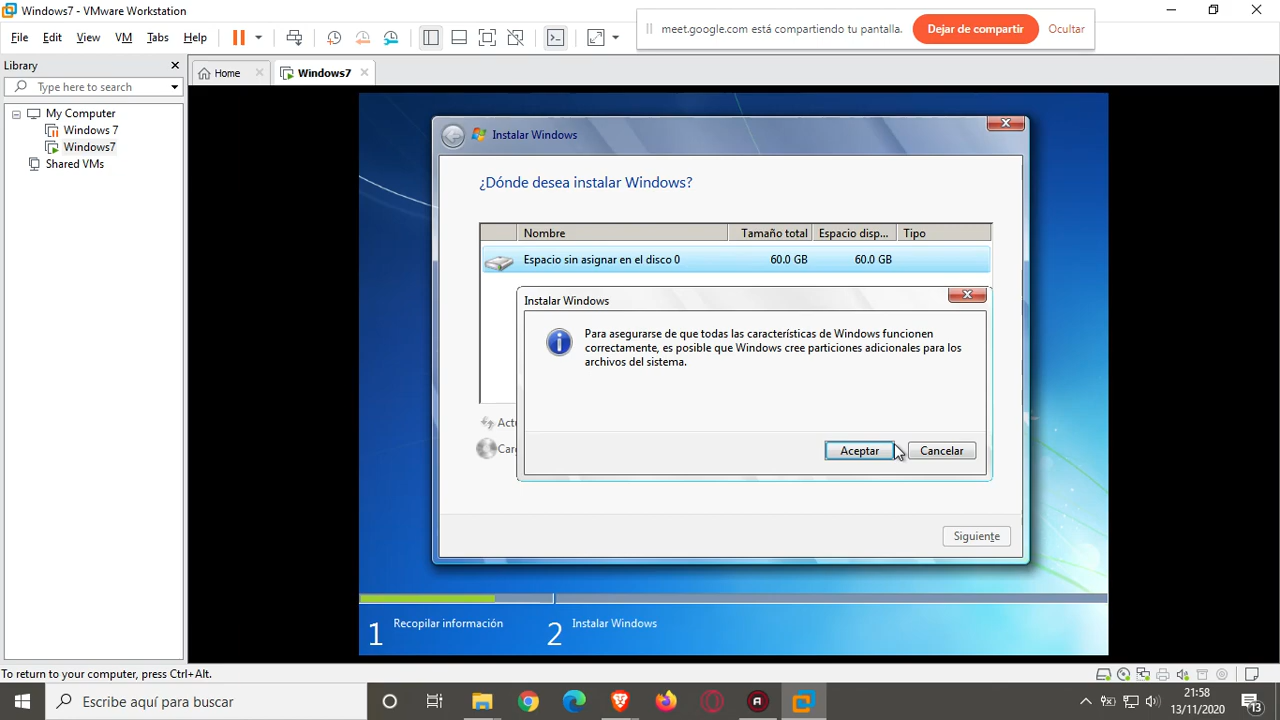 Windows7 - VMware Workstation
meet.google.com está compartiendo tu pantalla.
Dejar de compartir
Ocultar
File Edit View VM Tabs Help
Library
Home
Windows7
Type here to search
My Computer
Windows 7
Windows7
Shared VMs
Instalar Windows
¿Dónde desea instalar Windows?
Nombre Tamaño total Espacio disp... Tipo
Espacio sin asignar en el disco 0 60.0 GB 60.0 GB
Instalar Windows
Para asegurarse de que todas las características de Windows funcionen
correctamente, es posible que Windows cree particiones adicionales para los
archivos del sistema.
Actu
Carg
Aceptar Cancelar
Siguiente
1 Recopilar información 2 Instalar Windows
To return to your computer, press Ctrl+Alt.
Escribe aquí para buscar
21:58
13/11/2020
13